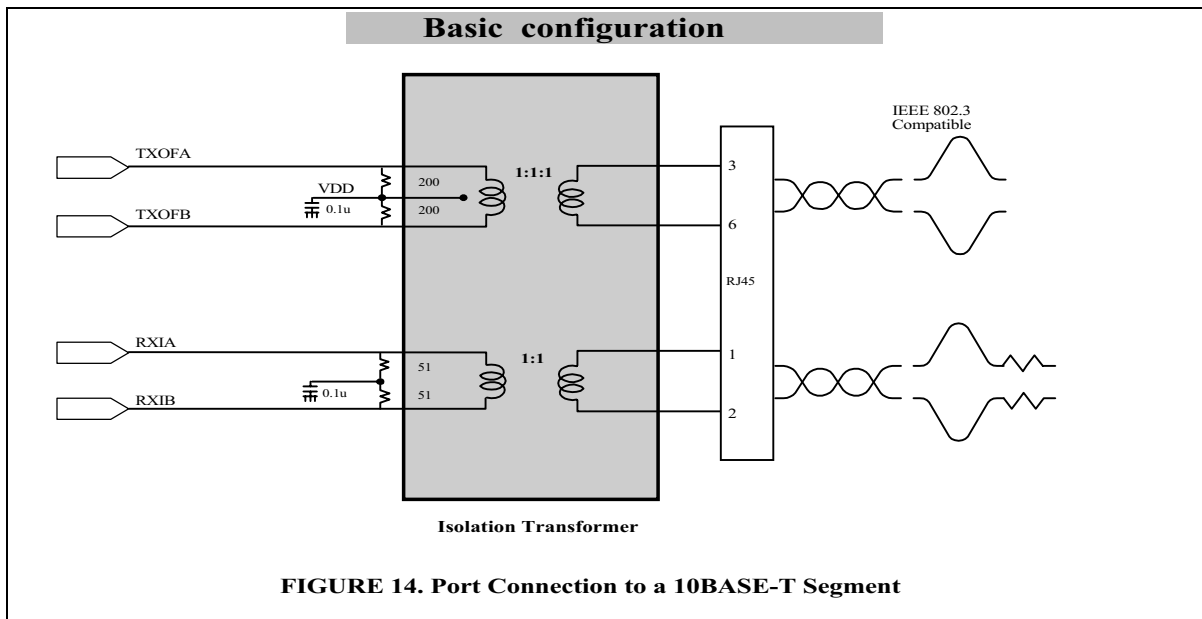 Basic configuration
IEEE 802.3
Compatible
TXOFA
200
1:1:1
3
VDD
0.1u
200
TXOFB
6
RJ45
RXIA
51
1:1
1
0.1u
51
RXIB
2
Isolation Transformer
FIGURE 14. Port Connection to a 10BASE-T Segment